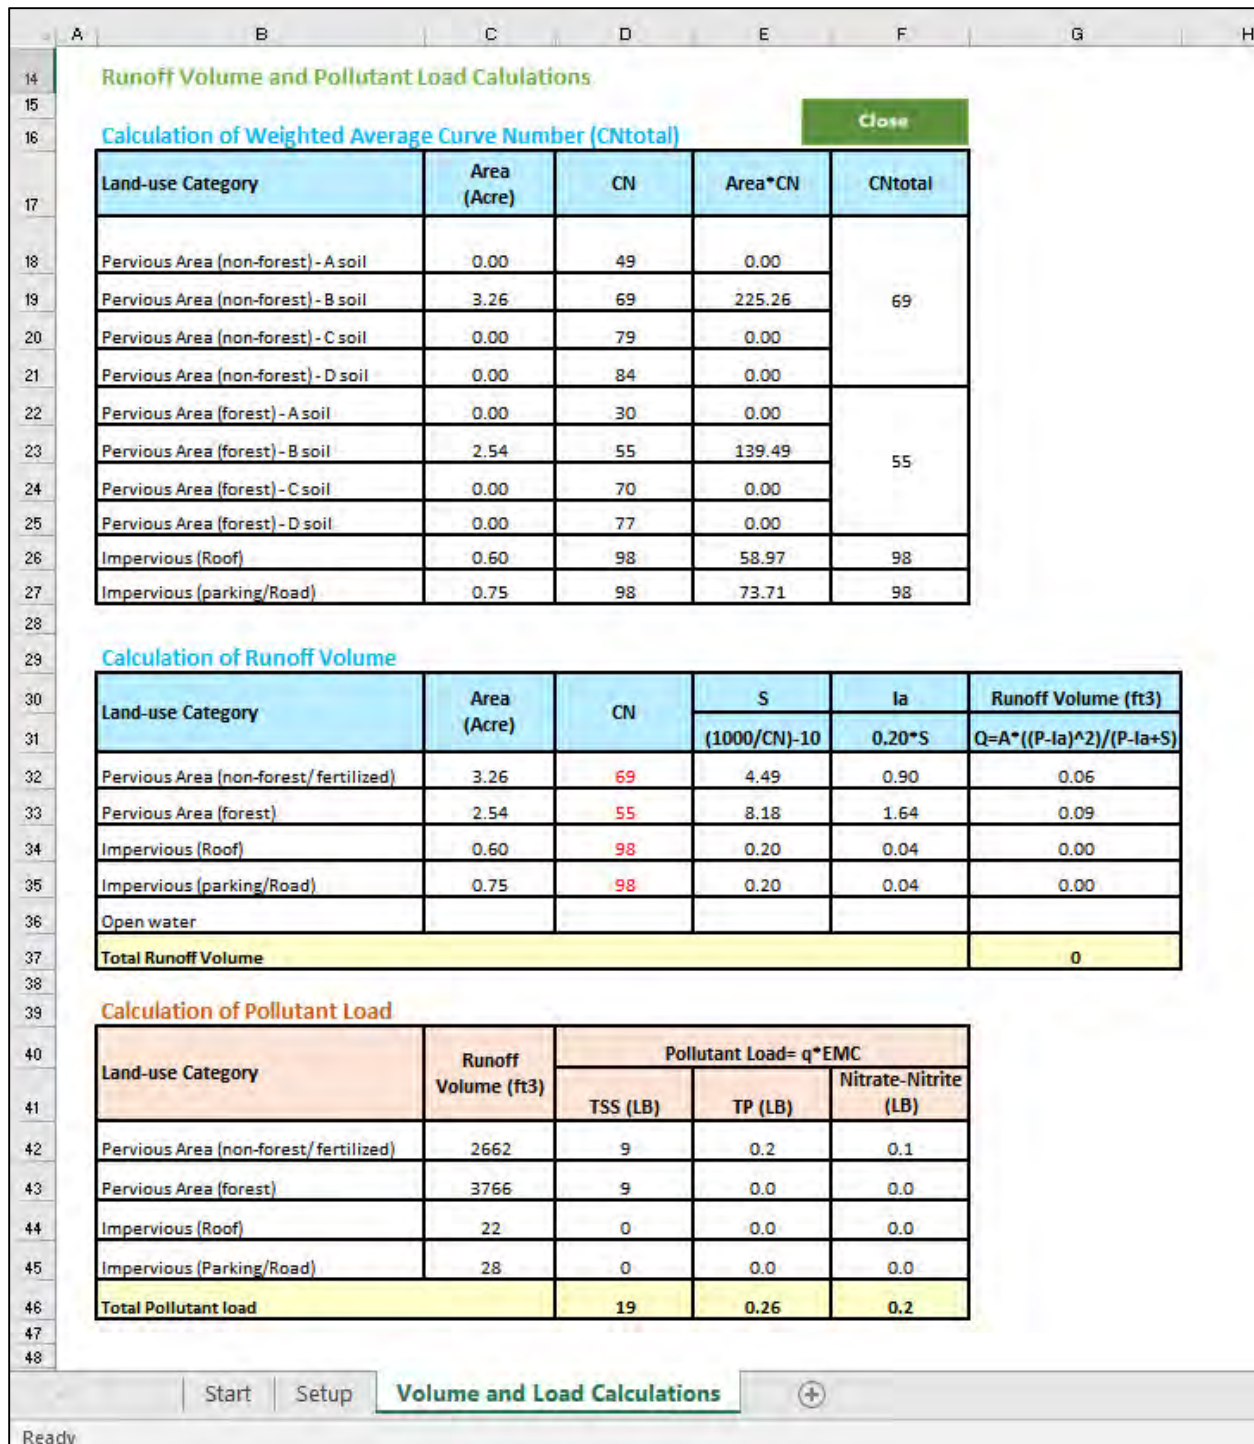 A B C D E F G H
14 Runoff Volume and Pollutant Load Calulations
15
Close
16 Calculation of Weighted Average Curve Number (CNtotal)
17 Land-use Category Area (Acre) CN Area*CN CNtotal
18 Pervious Area (non-forest) - A soil 0.00 49 0.00
19 Pervious Area (non-forest) - B soil 3.26 69 225.26 69
20 Pervious Area (non-forest) - C soil 0.00 79 0.00
21 Pervious Area (non-forest) - D soil 0.00 84 0.00
22 Pervious Area (forest) - A soil 0.00 30 0.00
23 Pervious Area (forest) - B soil 2.54 55 139.49 55
24 Pervious Area (forest) - C soil 0.00 70 0.00
25 Pervious Area (forest) - D soil 0.00 77 0.00
26 Impervious (Roof) 0.60 98 58.97 98
27 Impervious (parking/Road) 0.75 98 73.71 98
28
29 Calculation of Runoff Volume
30 Land-use Category Area (Acre) CN S Ia Runoff Volume (ft3)
31 (1000/CN)-10 0.20*S Q=A*((P-Ia)^2)/(P-Ia+S)
32 Pervious Area (non-forest/ fertilized) 3.26 69 4.49 0.90 0.06
33 Pervious Area (forest) 2.54 55 8.18 1.64 0.09
34 Impervious (Roof) 0.60 98 0.20 0.04 0.00
35 Impervious (parking/Road) 0.75 98 0.20 0.04 0.00
36 Open water
37 Total Runoff Volume 0
38
39 Calculation of Pollutant Load
40 Land-use Category Runoff Volume (ft3) Pollutant Load= q*EMC
41 TSS (LB) TP (LB) Nitrate-Nitrite (LB)
42 Pervious Area (non-forest/ fertilized) 2662 9 0.2 0.1
43 Pervious Area (forest) 3766 9 0.0 0.0
44 Impervious (Roof) 22 0 0.0 0.0
45 Impervious (Parking/Road) 28 0 0.0 0.0
46 Total Pollutant load 19 0.26 0.2
47
48
Start Setup Volume and Load Calculations
Ready